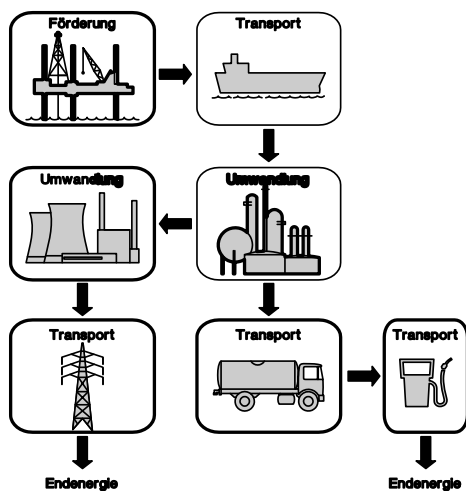 Förderung
Transport
Umwandlung
Umwandlung
Transport
Transport
Transport
Endenergie
Endenergie